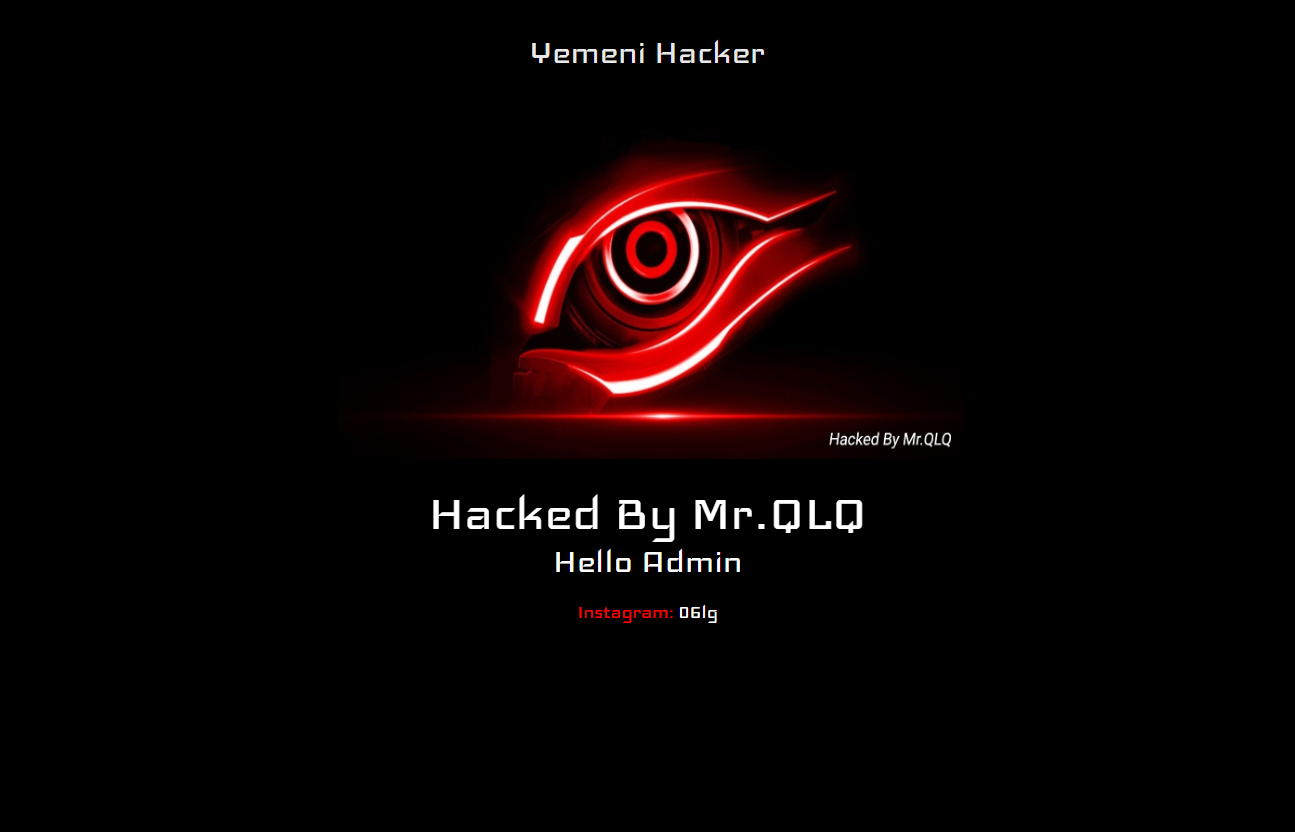 Yemeni Hacker
Hacked By Mr.QLQ
Hacked By Mr.QLQ
Hello Admin
Instagram: 06lg